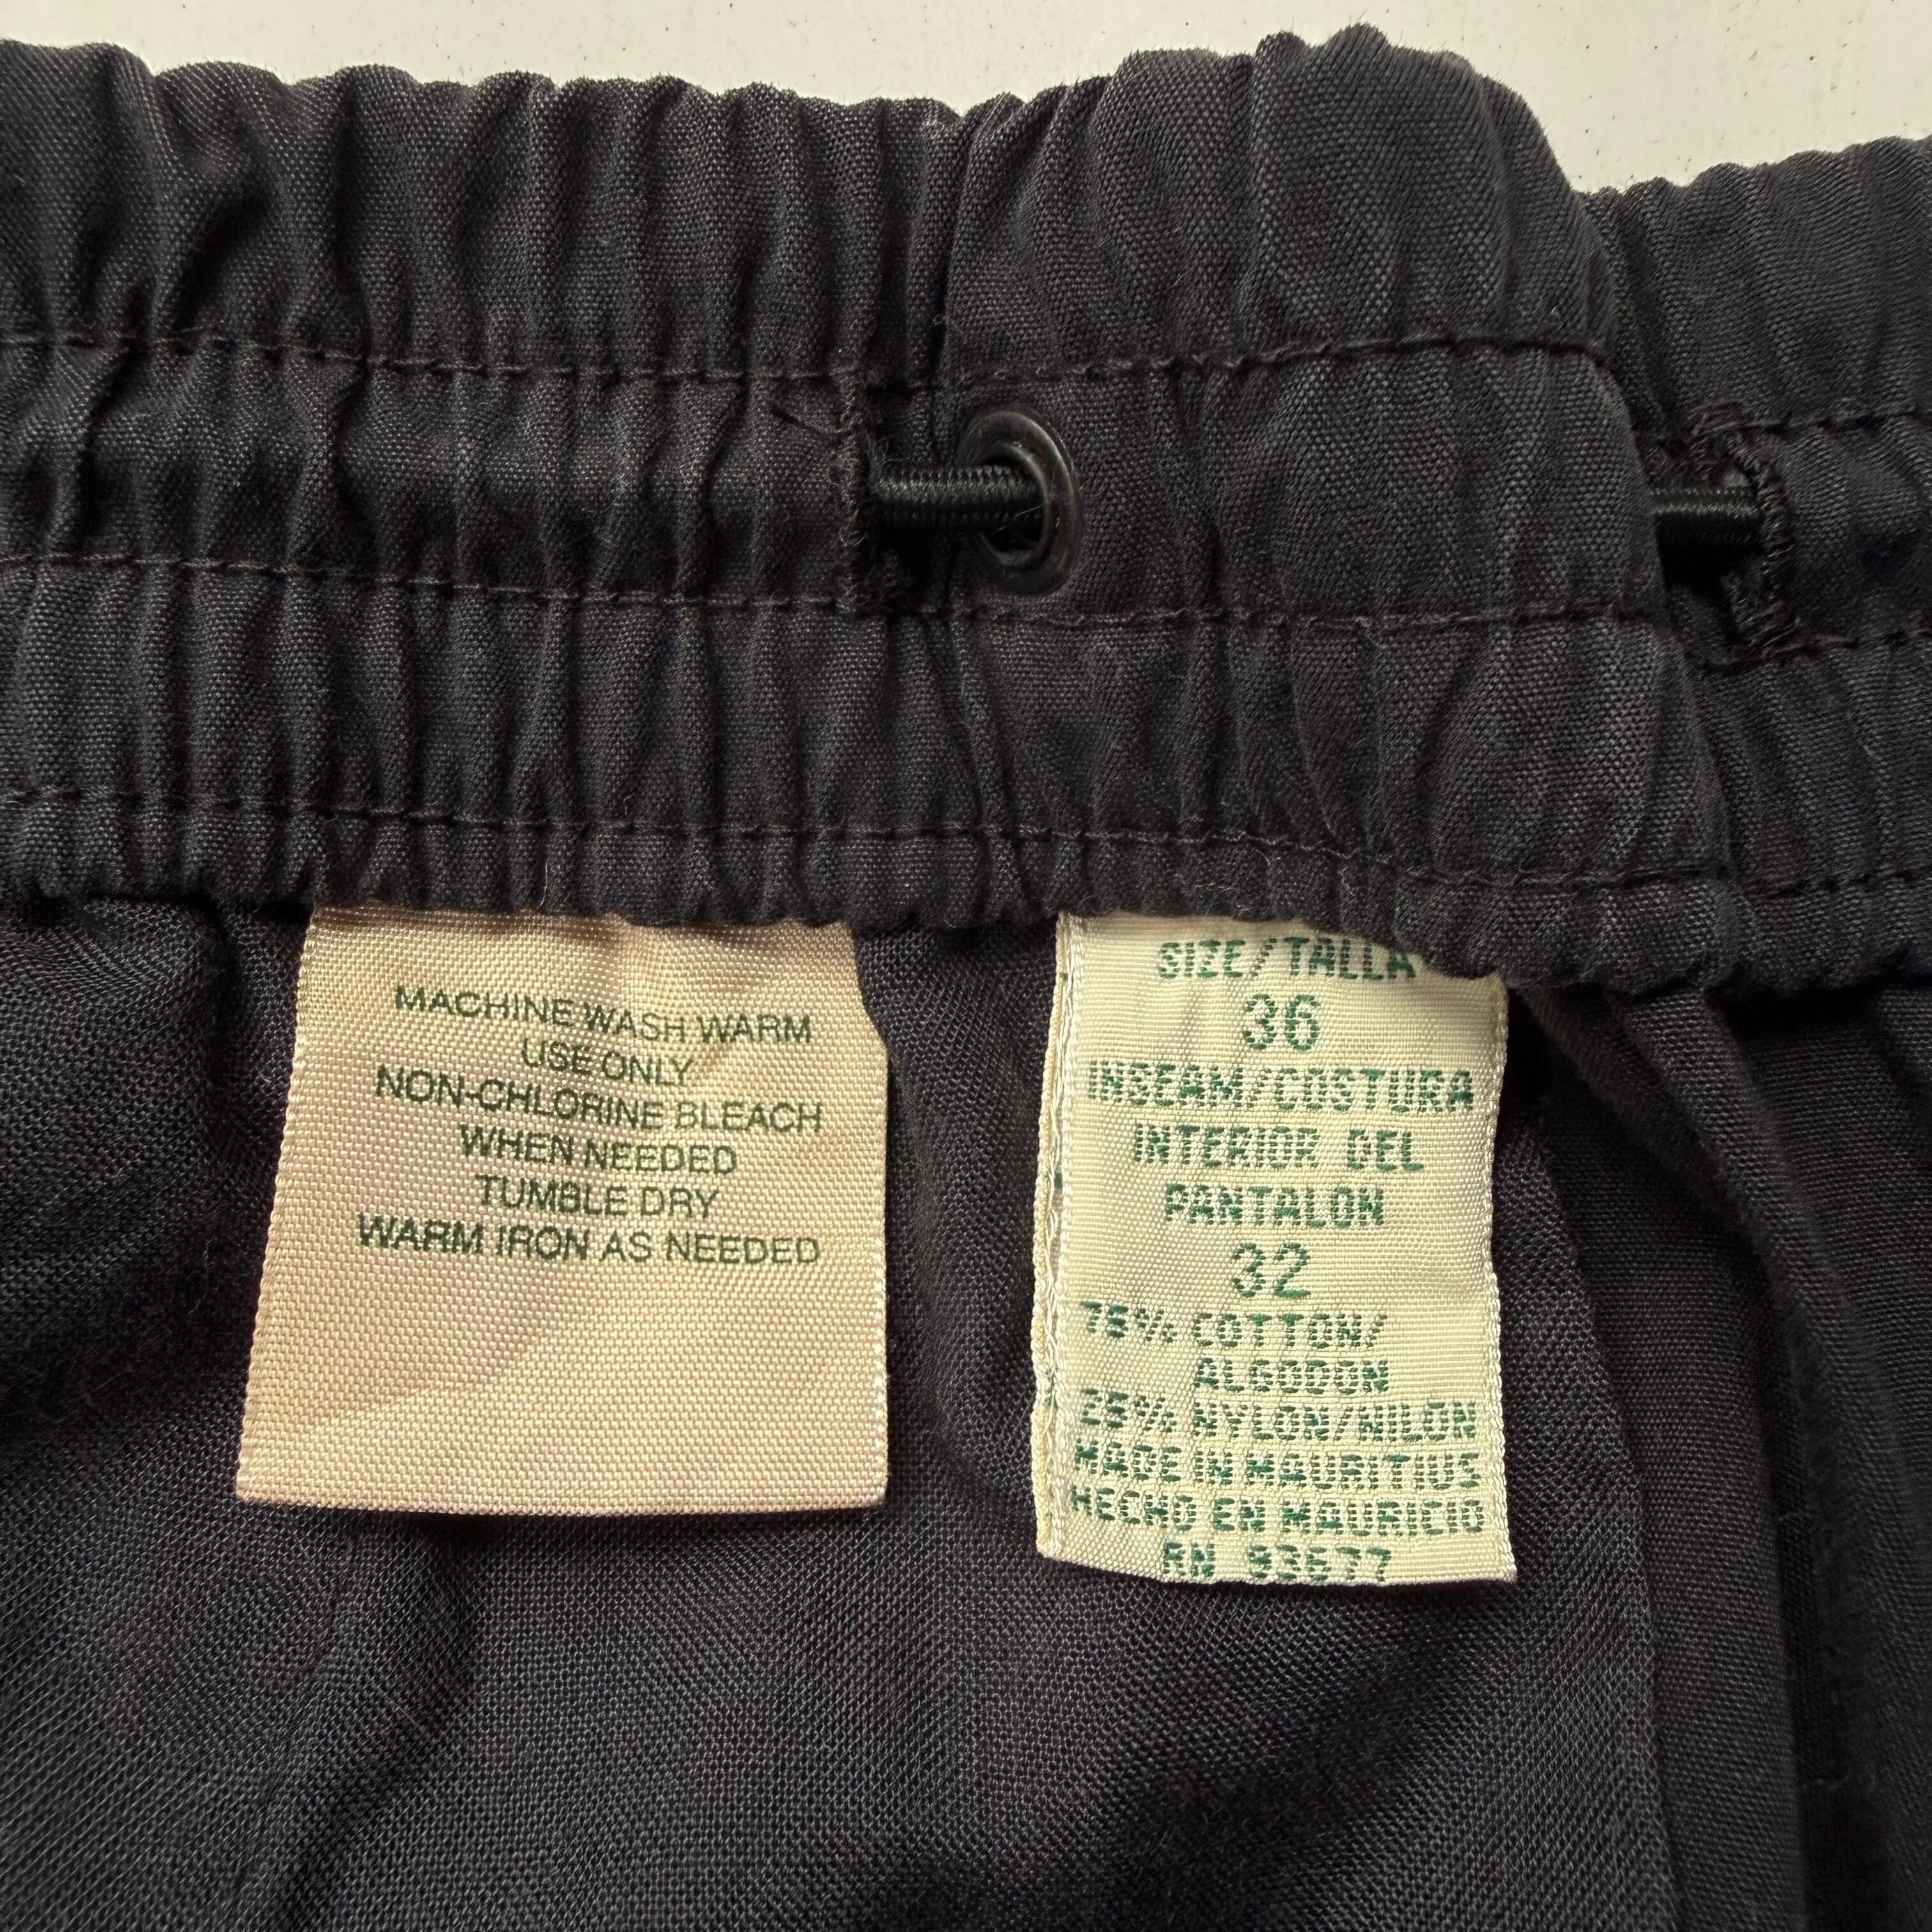 MACHINE WASH WARM
USE ONLY
NON-CHLORINE BLEACH
WHEN NEEDED
TUMBLE DRY
WARM IRON AS NEEDED
SIZE/TALLA
36
INSEAM/COSTURA
INTERIOR DEL
PANTALON
32
75% COTTON/
ALGODON
25% NYLON/NILON
MADE IN MAURITIUS
HECHO EN MAURICIO
RN 93677